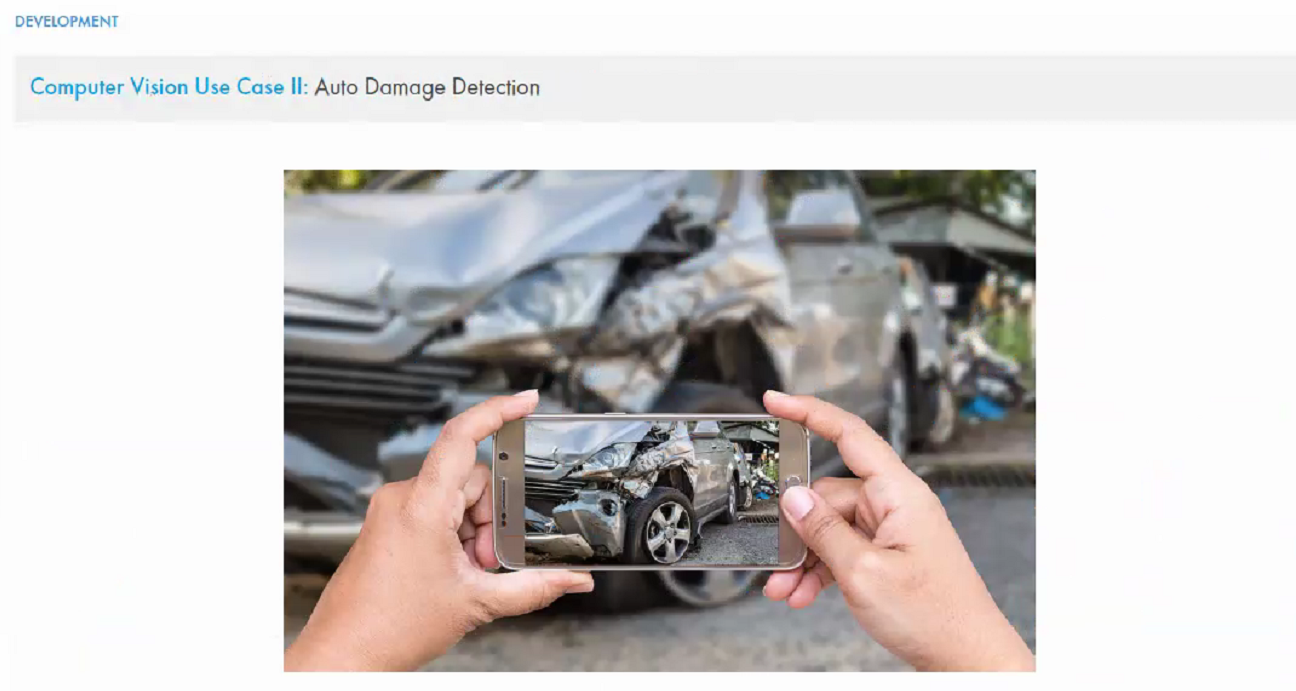 DEVELOPMENT
Computer Vision Use Case II: Auto Damage Detection